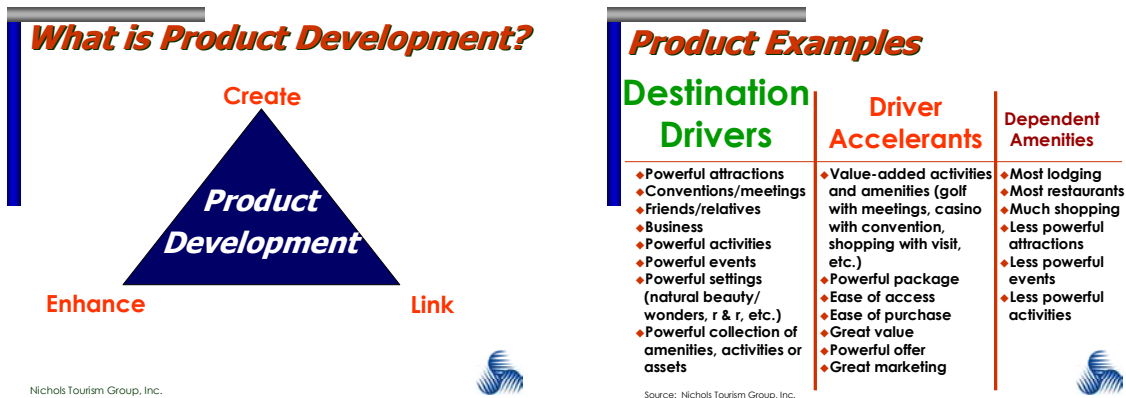 What is Product Development?
Create
Product
Development
Enhance
Link
Nichols Tourism Group, Inc.
Product Examples
Destination
Drivers
◆Powerful attractions
◆Conventions/meetings
◆Friends/relatives
◆Business
◆Powerful activities
◆Powerful events
◆Powerful settings
(natural beauty/
wonders, r & r, etc.)
◆Powerful collection of
amenities, activities or
assets
Driver
Accelerants
◆Value-added activities
and amenities (golf
with meetings, casino
with convention,
shopping with visit,
etc.)
◆Powerful package
◆Ease of access
◆Ease of purchase
◆Great value
◆Powerful offer
◆Great marketing
Dependent
Amenities
◆Most lodging
◆Most restaurants
◆Much shopping
◆Less powerful
attractions
◆Less powerful
events
◆Less powerful
activities
Source: Nichols Tourism Group, Inc.